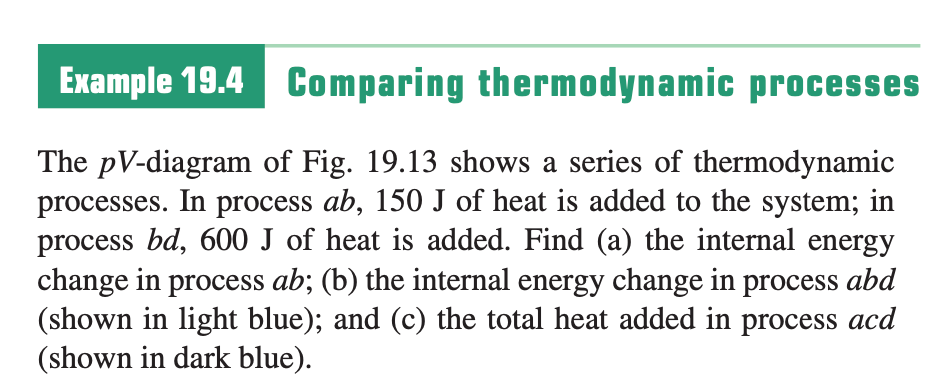 Example 19.4 Comparing thermodynamic processes
The pV-diagram of Fig. 19.13 shows a series of thermodynamic
processes. In process ab, 150 J of heat is added to the system; in
process bd, 600 J of heat is added. Find (a) the internal energy
change in process ab; (b) the internal energy change in process abd
(shown in light blue); and (c) the total heat added in process acd
(shown in dark blue).